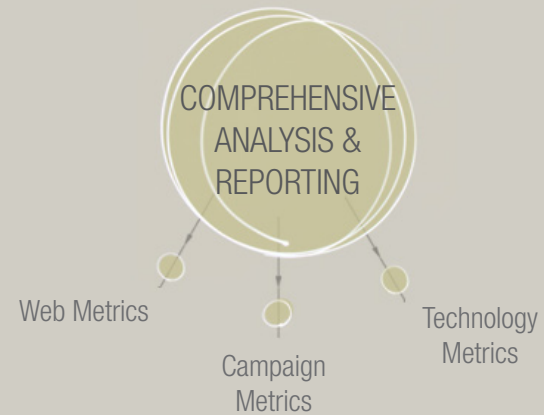 COMPREHENSIVE
ANALYSIS &
REPORTING
Web Metrics
Campaign
Metrics
Technology
Metrics